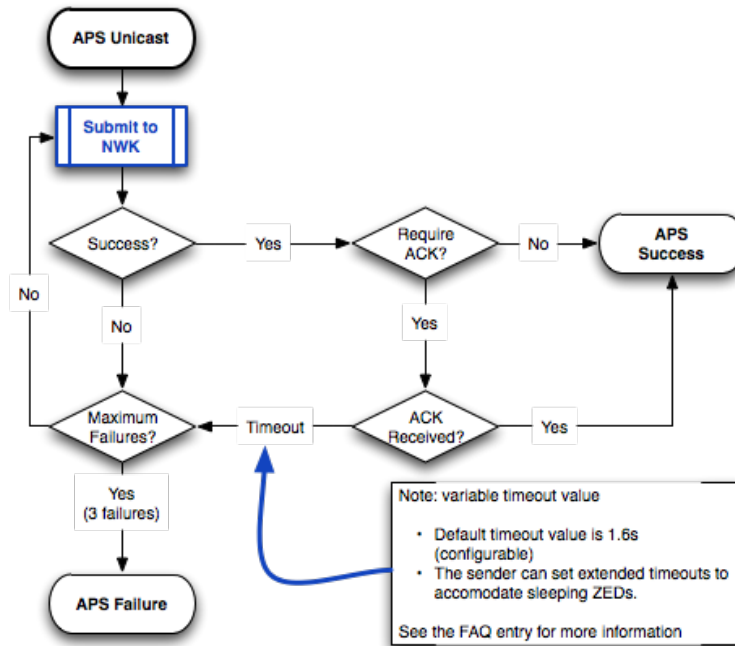 APS Unicast
Submit to
NWK
Success?
Yes
Require
ACK?
No
APS
Success
No
No
Yes
Maximum
Failures?
Timeout
ACK
Received?
Yes
Yes
(3 failures)
APS Failure
Note: variable timeout value
• Default timeout value is 1.6s
(configurable)
• The sender can set extended timeouts to
accomodate sleeping ZEDs.
See the FAQ entry for more information